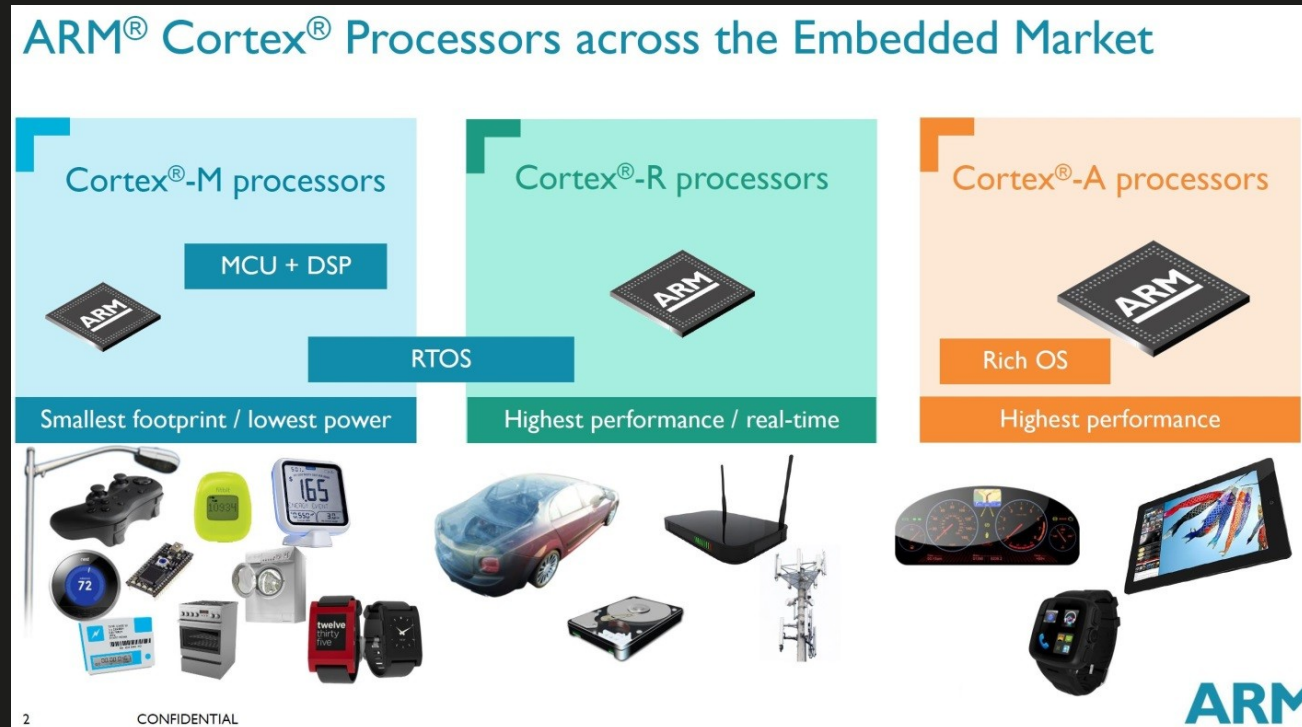 ARM® Cortex® Processors across the Embedded Market
Cortex®-M processors
MCU + DSP
ARM
Smallest footprint / lowest power
Cortex®-R processors
ARM
RTOS
Highest performance / real-time
Cortex®-A processors
ARM
Rich OS
Highest performance
1.65
ENERGY EVENT
72
twelve
thirty
five
2
CONFIDENTIAL
ARM